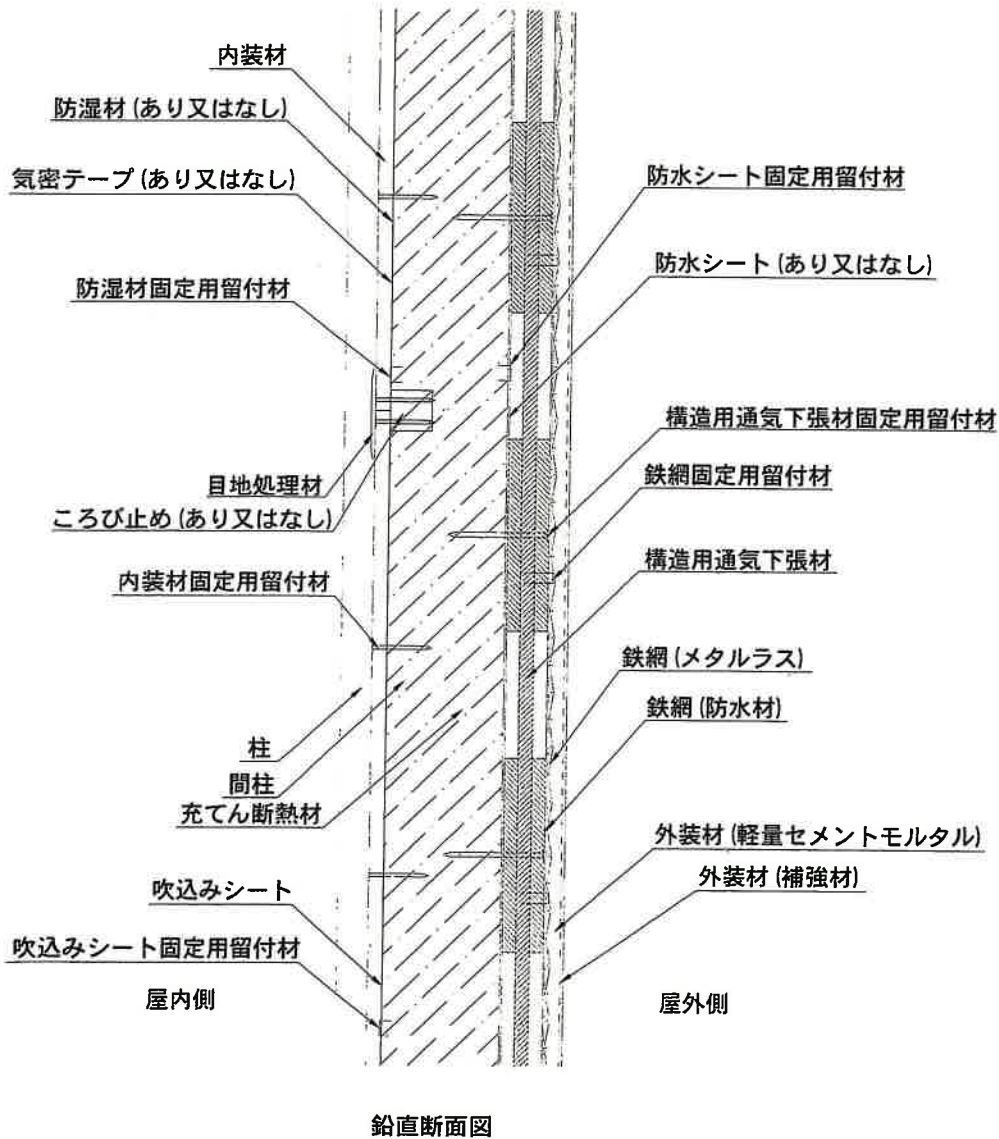 内装材
防湿材(あり又はなし)
気密テープ(あり又はなし)
防湿材固定用留付材
目地処理材
ころび止め(あり又はなし)
内装材固定用留付材
柱
間柱
充てん断熱材
吹込みシート
吹込みシート固定用留付材
屋内側
防水シート固定用留付材
防水シート(あり又はなし)
構造用通気下張材固定用留付材
鉄網固定用留付材
構造用通気下張材
鉄網(メタルラス)
鉄網(防水材)
外装材(軽量セメントモルタル)
外装材(補強材)
屋外側
鉛直断面図